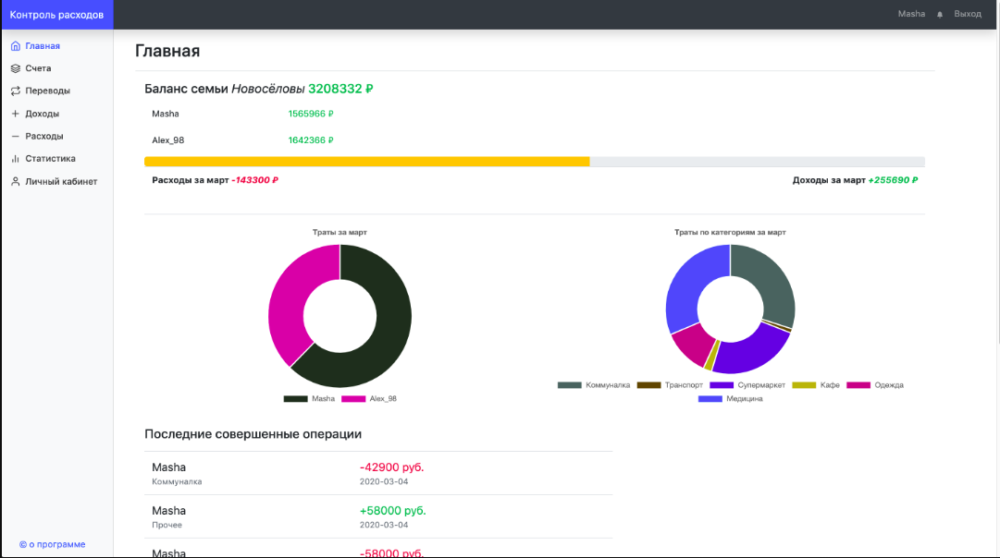 Контроль расходов
Masha Выход
Главная
Счета
Переводы
Доходы
Расходы
Статистика
Личный кабинет
© о программе
Главная
Баланс семьи Новосёловы 3208332 ₽
Masha 1565966 ₽
Alex_98 1642366 ₽
Расходы за март -143300 ₽ Доходы за март +255690 ₽
Траты за март
Masha Alex_98
Траты по категориям за март
Коммуналка Транспорт Супермаркет Кафе Одежда
Медицина
Последние совершенные операции
Masha -42900 руб.
Коммуналка 2020-03-04
Masha +58000 руб.
Прочее 2020-03-04
Masha -58000 руб.